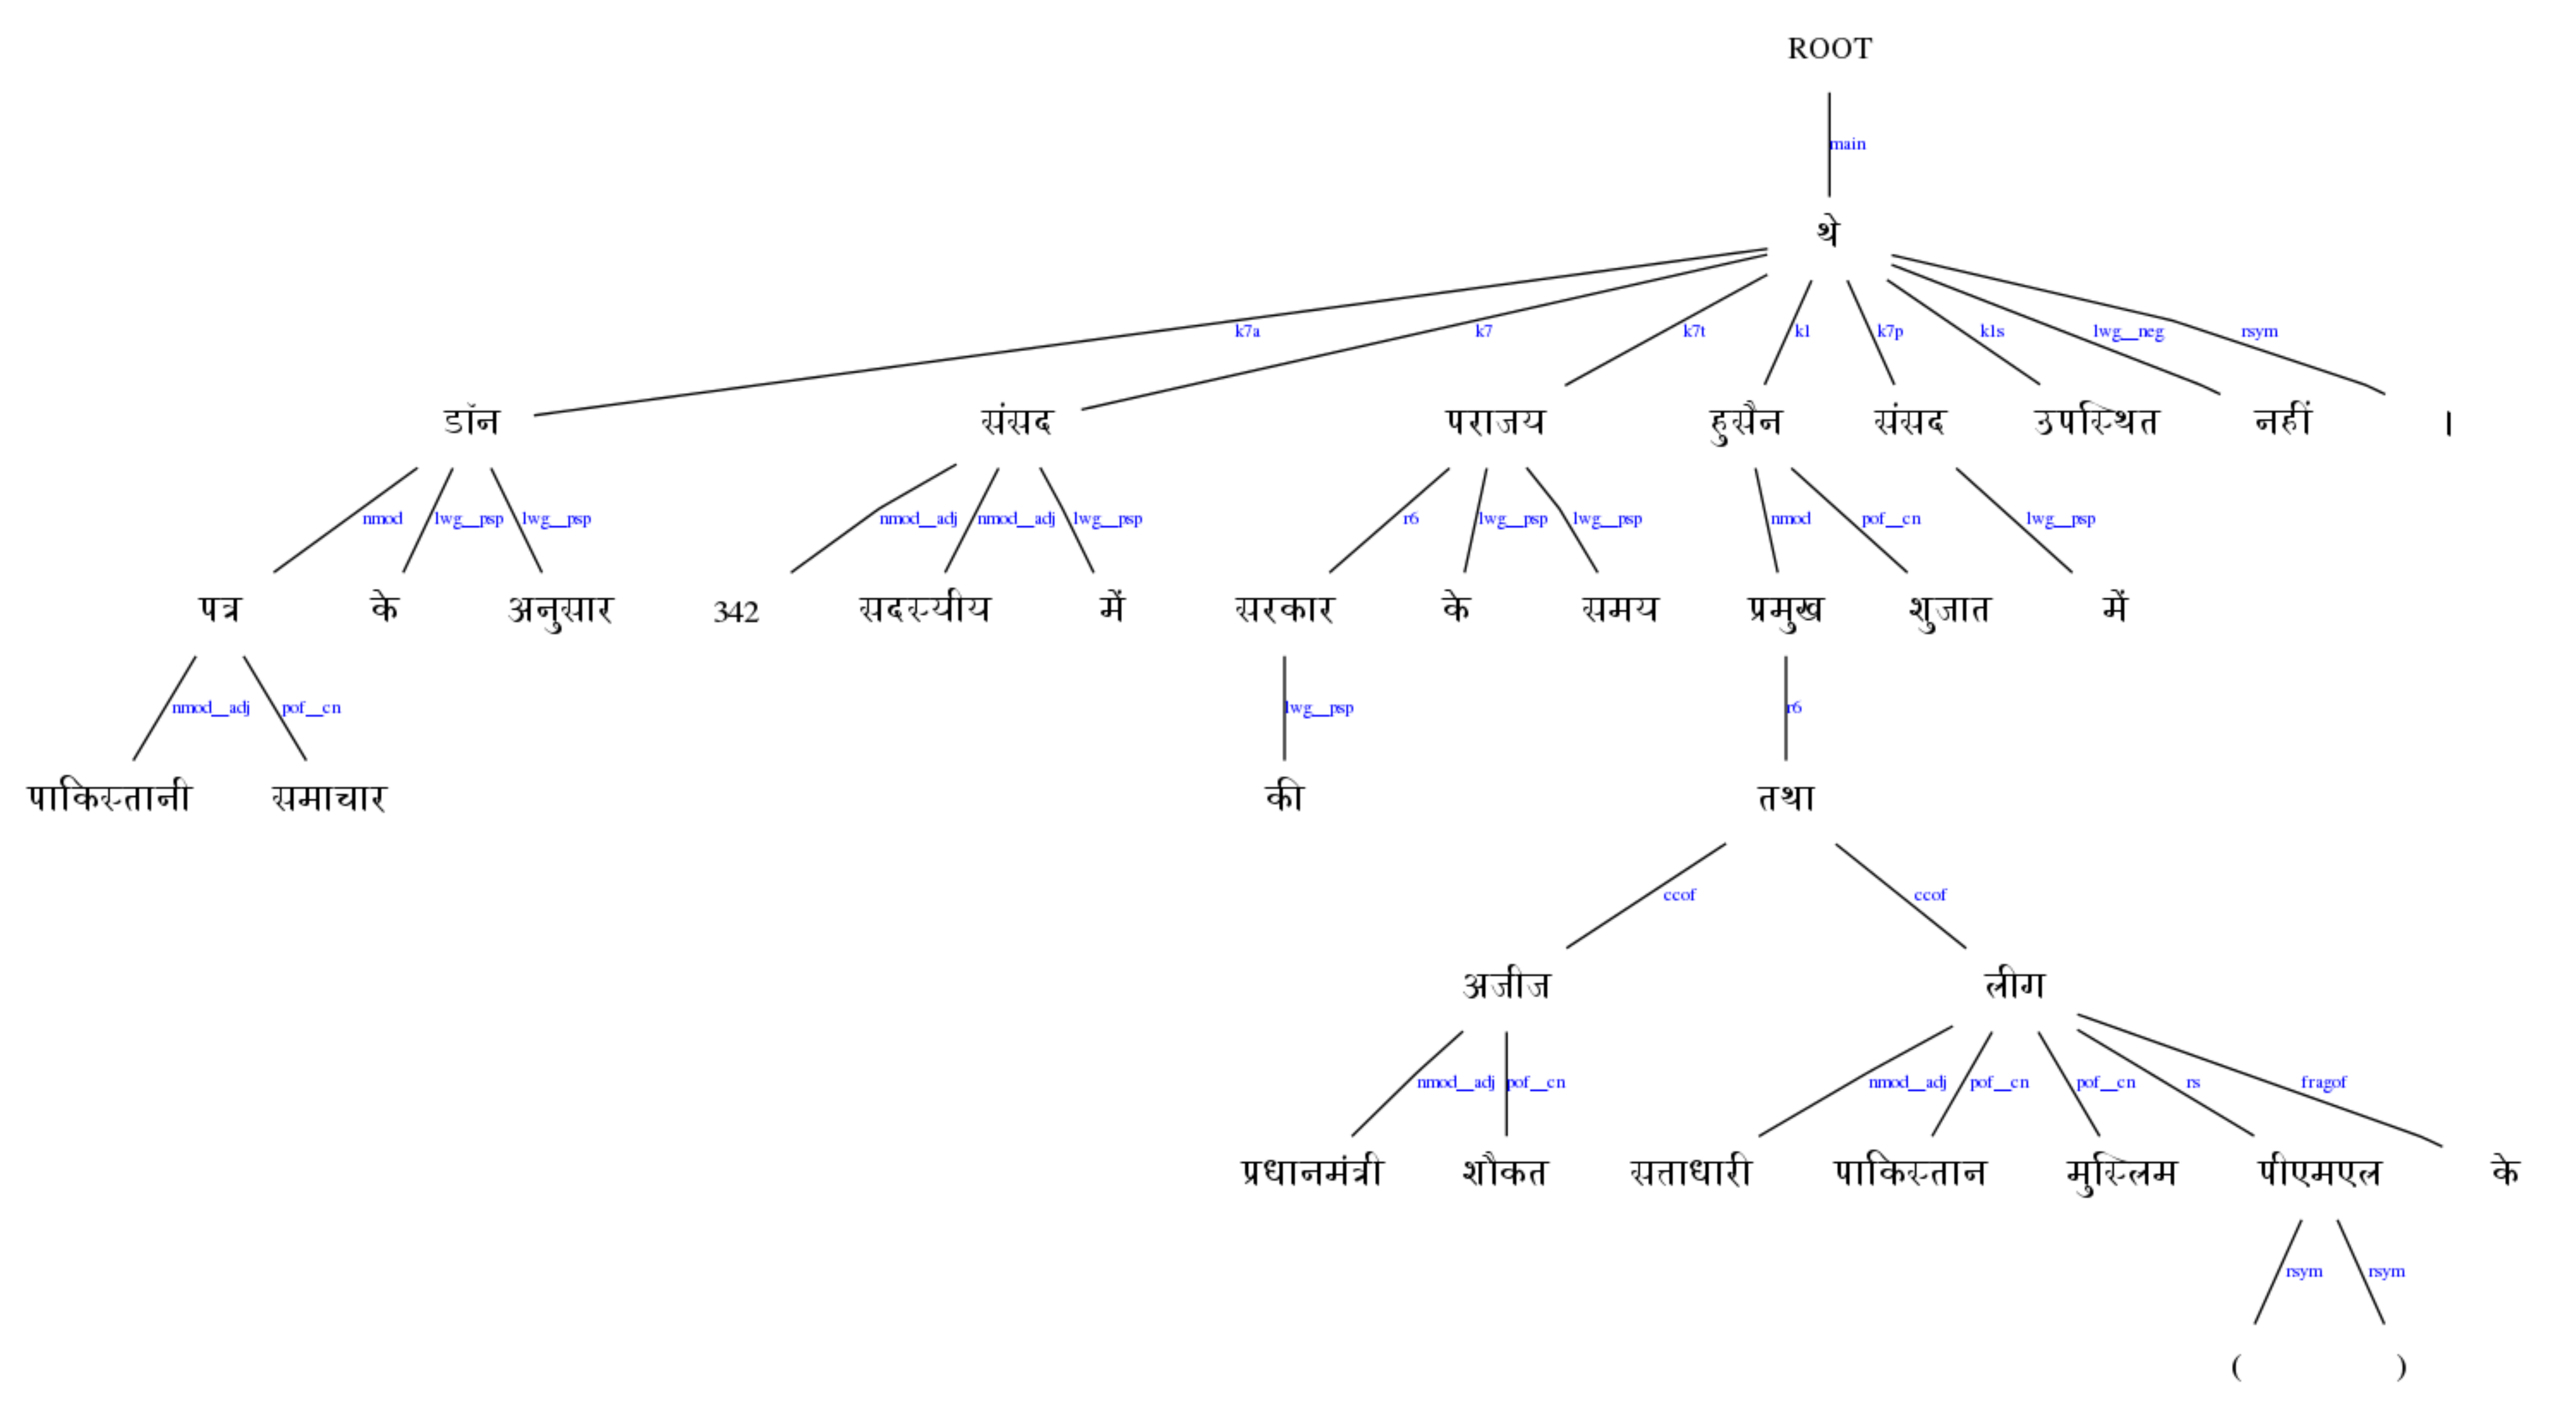 ROOT
main
थे
k7a k7 k7t k1 k7p k1s lwg__neg rsym
डॉन संसद पराजय हुसैन संसद उपस्थित नहीं ।
nmod lwg__psp lwg__psp nmod__adj nmod__adj lwg__psp r6 lwg__psp lwg__psp nmod pof__cn lwg__psp
पत्र के अनुसार 342 सदस्यीय में सरकार के समय प्रमुख शुजात में
nmod__adj pof__cn lwg__psp r6
पाकिस्तानी समाचार की तथा
ccof ccof
अजीज लीग
nmod__adj pof__cn nmod__adj pof__cn pof__cn rs fragof
प्रधानमंत्री शौकत सत्ताधारी पाकिस्तान मुस्लिम पीएमएल के
rsym rsym
( )